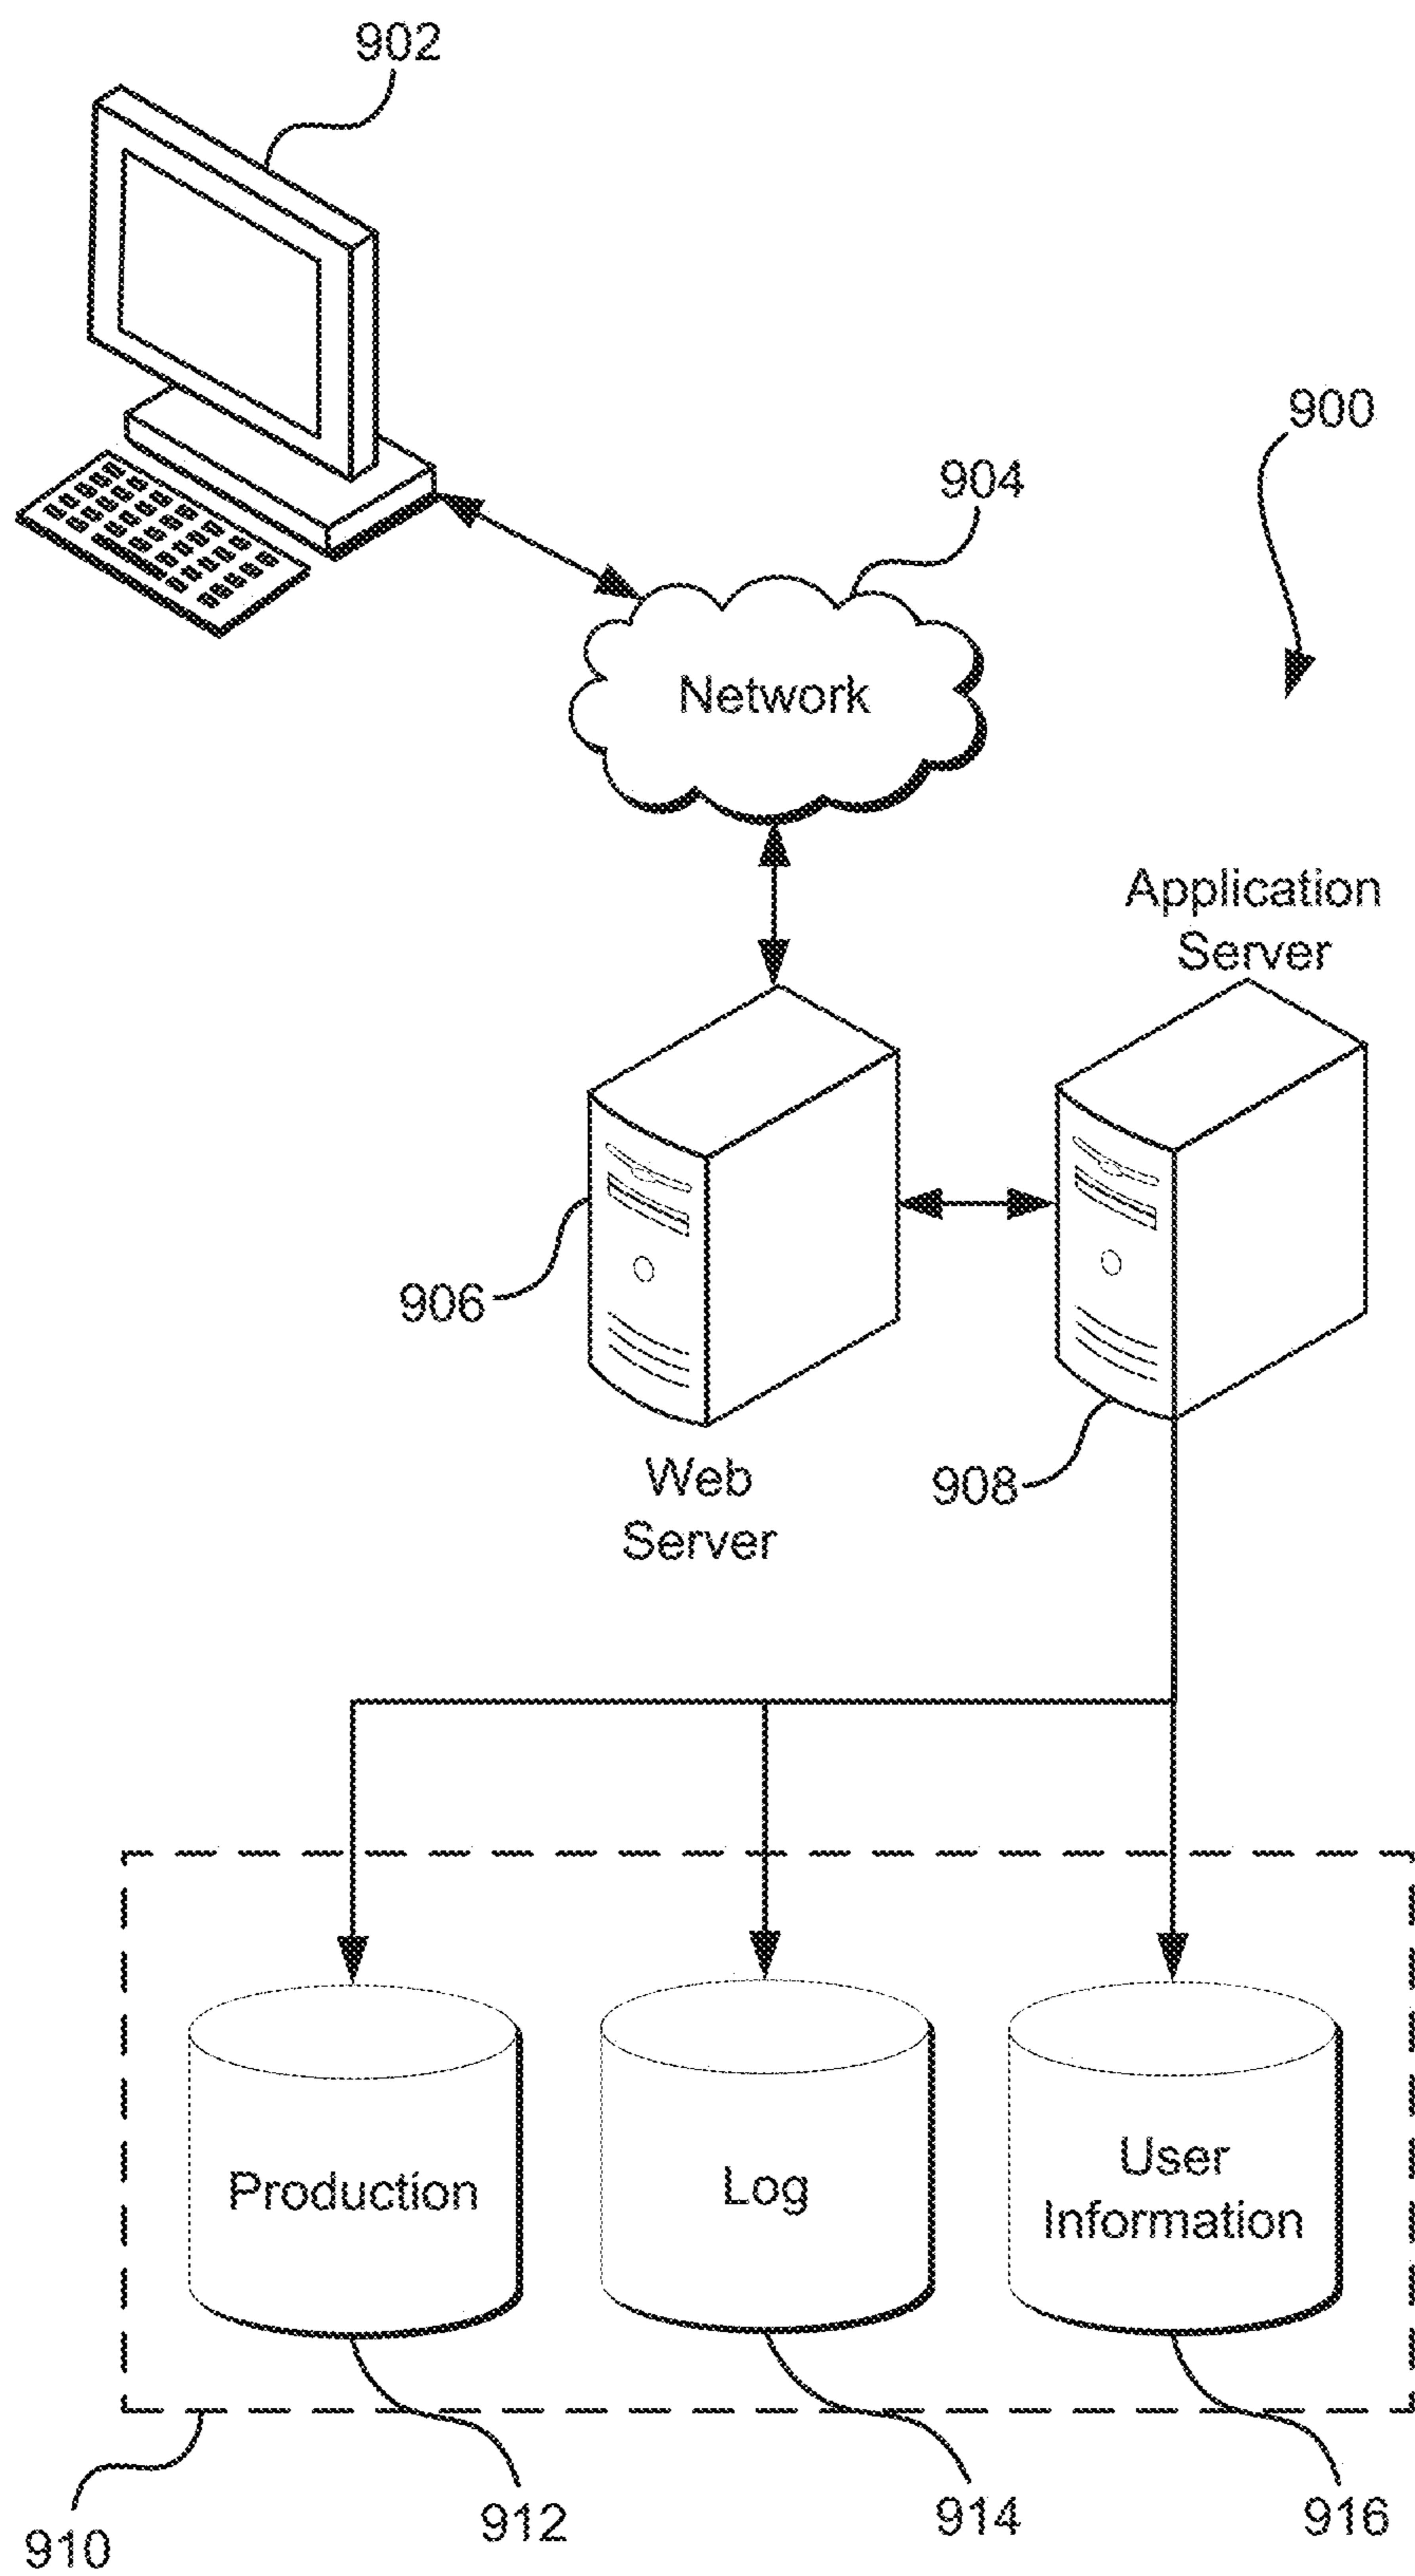 902
900
904
Network
Application
Server
906
908
Web
Server
Production
Log
User
Information
910
912
914
916